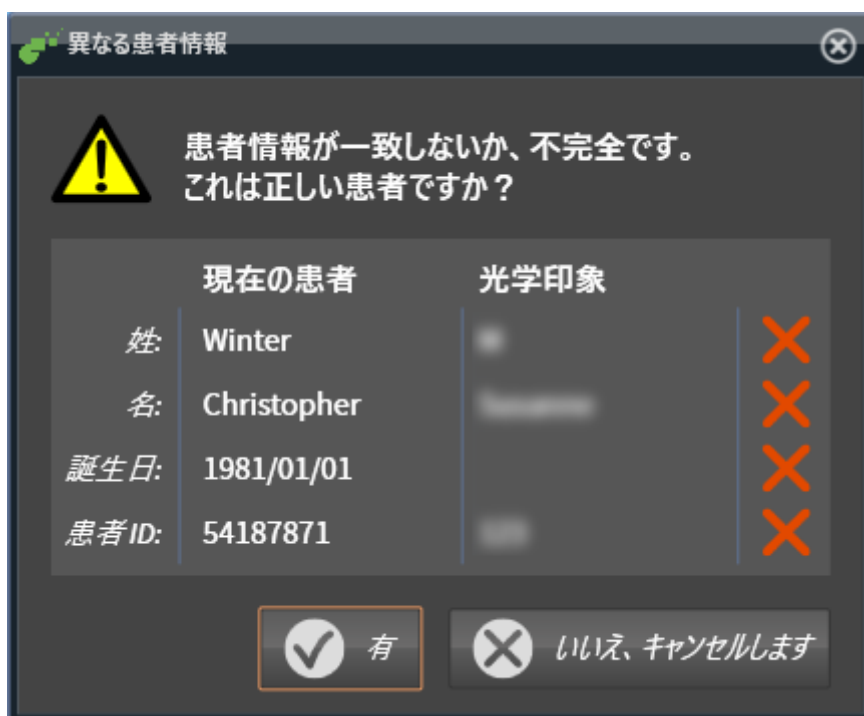 異なる患者情報
患者情報が一致しないか、不完全です。
これは正しい患者ですか？
現在の患者 光学印象
姓: Winter
名: Christopher
誕生日: 1981/01/01
患者ID: 54187871
有 いいえ、キャンセルします